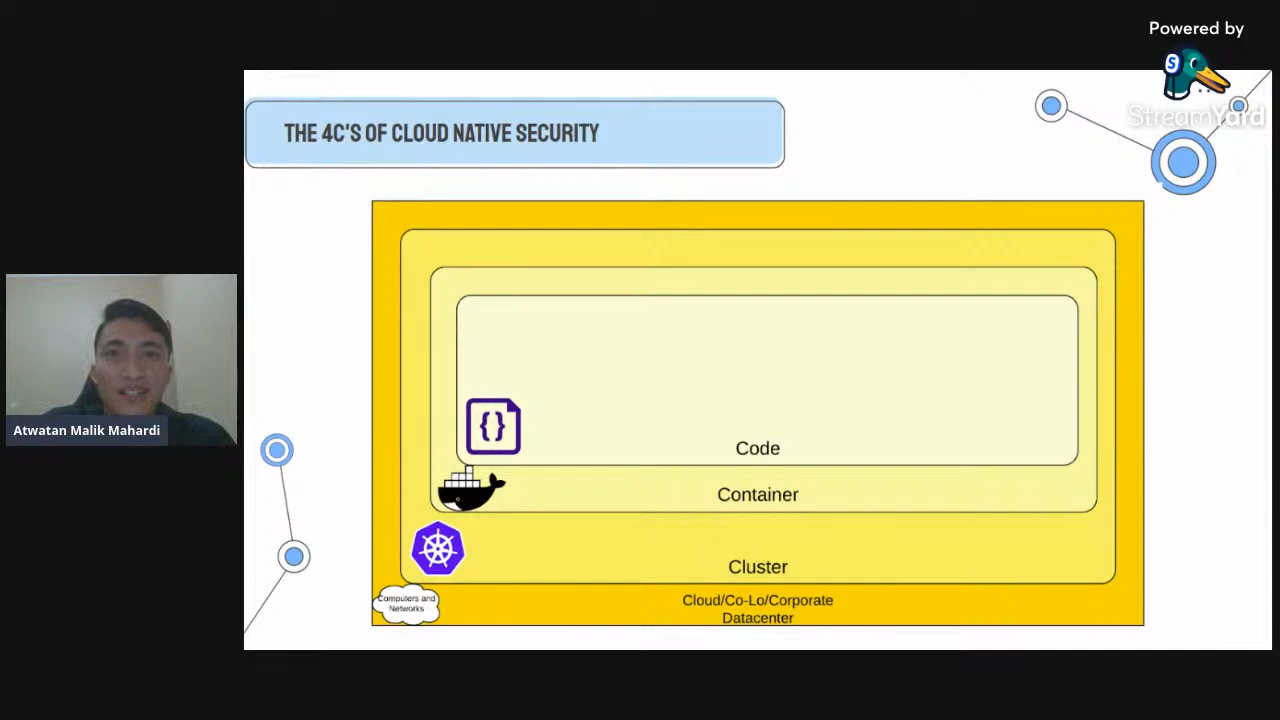 Powered by
S
StreamYard
THE 4C'S OF CLOUD NATIVE SECURITY
Atwatan Malik Mahardi
{}
Code
Container
Cluster
Computers and
Networks
Cloud/Co-Lo/Corporate
Datacenter